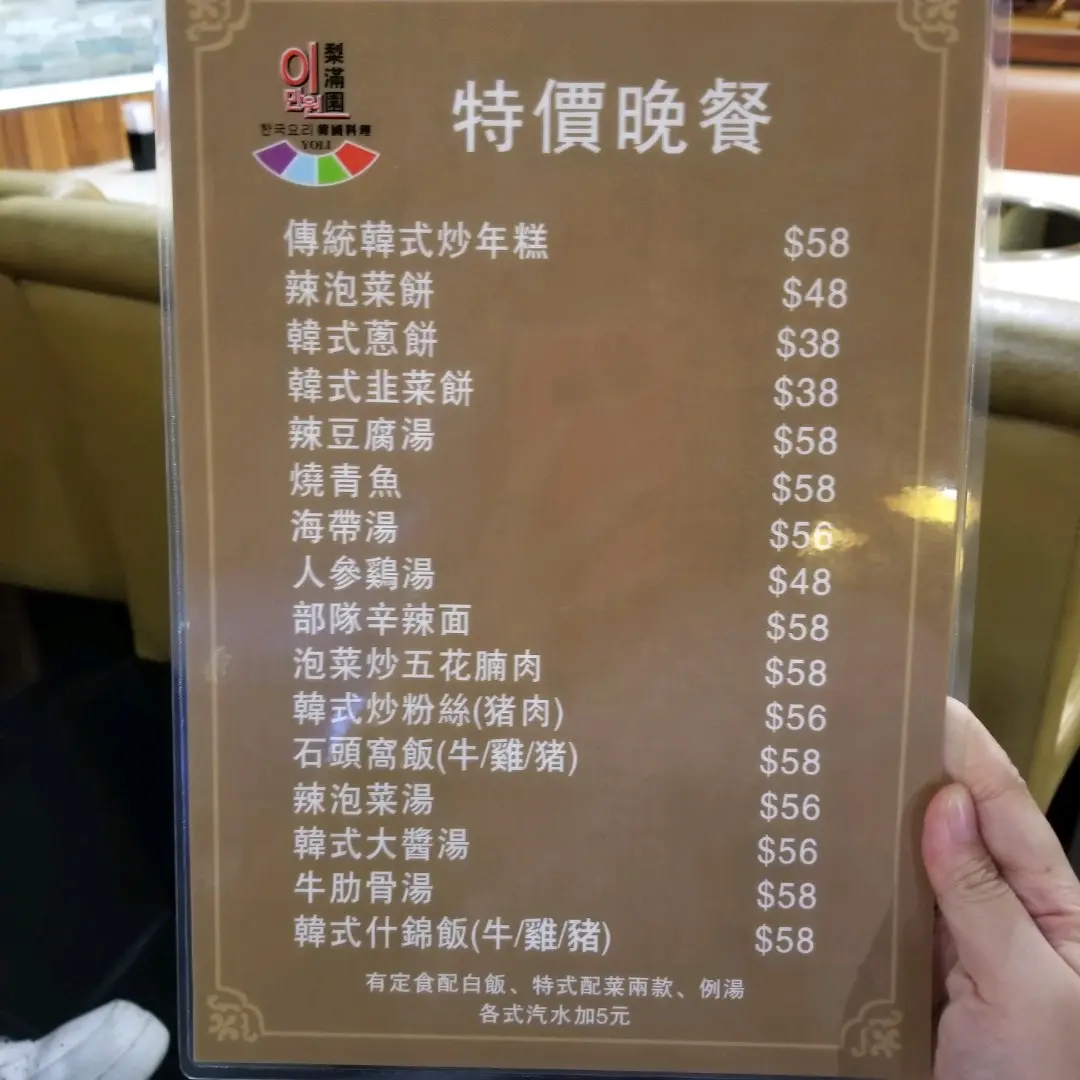 이만원
梨滿園
한국요리 韓國料理
YOLI
特價晚餐
傳統韓式炒年糕 $58
辣泡菜餅 $48
韓式蔥餅 $38
韓式韭菜餅 $38
辣豆腐湯 $58
燒青魚 $58
海帶湯 $56
人參鷄湯 $48
部隊辛辣面 $58
泡菜炒五花腩肉 $58
韓式炒粉絲(猪肉) $56
石頭窩飯(牛/雞/猪) $58
辣泡菜湯 $56
韓式大醬湯 $56
牛肋骨湯 $58
韓式什錦飯(牛/雞/豬) $58
有定食配白飯、特式配菜兩款、例湯
各式汽水加5元